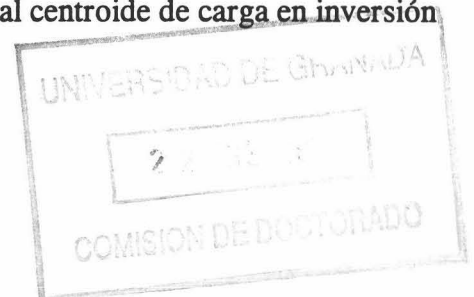 al centroide de carga en inversión
UNIVERSIDAD DE GRANADA
COMISION DE DOCTORADO